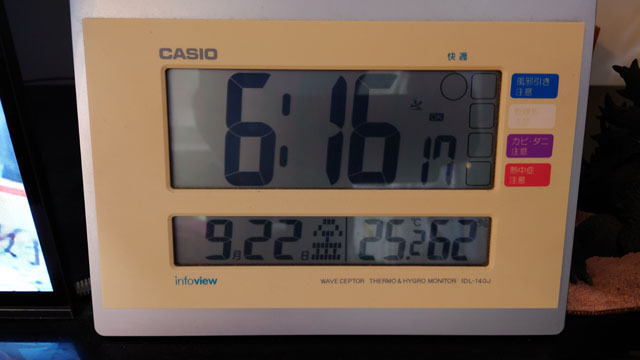 CASIO
快適
6:16 17
OK
風邪引き
注意
カビ・ダニ
注意
熱中症
注意
9月22日 金 25.2℃ 62%
infoview
WAVE CEPTOR THERMO & HYGRO MONITOR IDL-140J